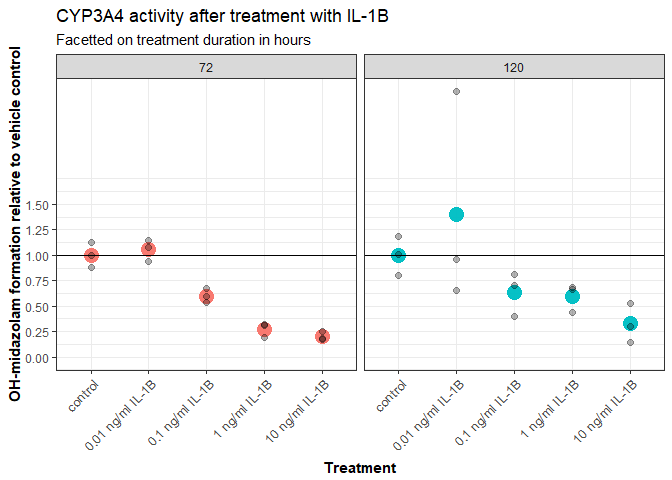 CYP3A4 activity after treatment with IL-1B
Facetted on treatment duration in hours
72
120
OH-midazolam formation relative to vehicle control
1.50
1.25
1.00
0.75
0.50
0.25
0.00
control
0.01 ng/ml IL-1B
0.1 ng/ml IL-1B
1 ng/ml IL-1B
10 ng/ml IL-1B
control
0.01 ng/ml IL-1B
0.1 ng/ml IL-1B
1 ng/ml IL-1B
10 ng/ml IL-1B
Treatment